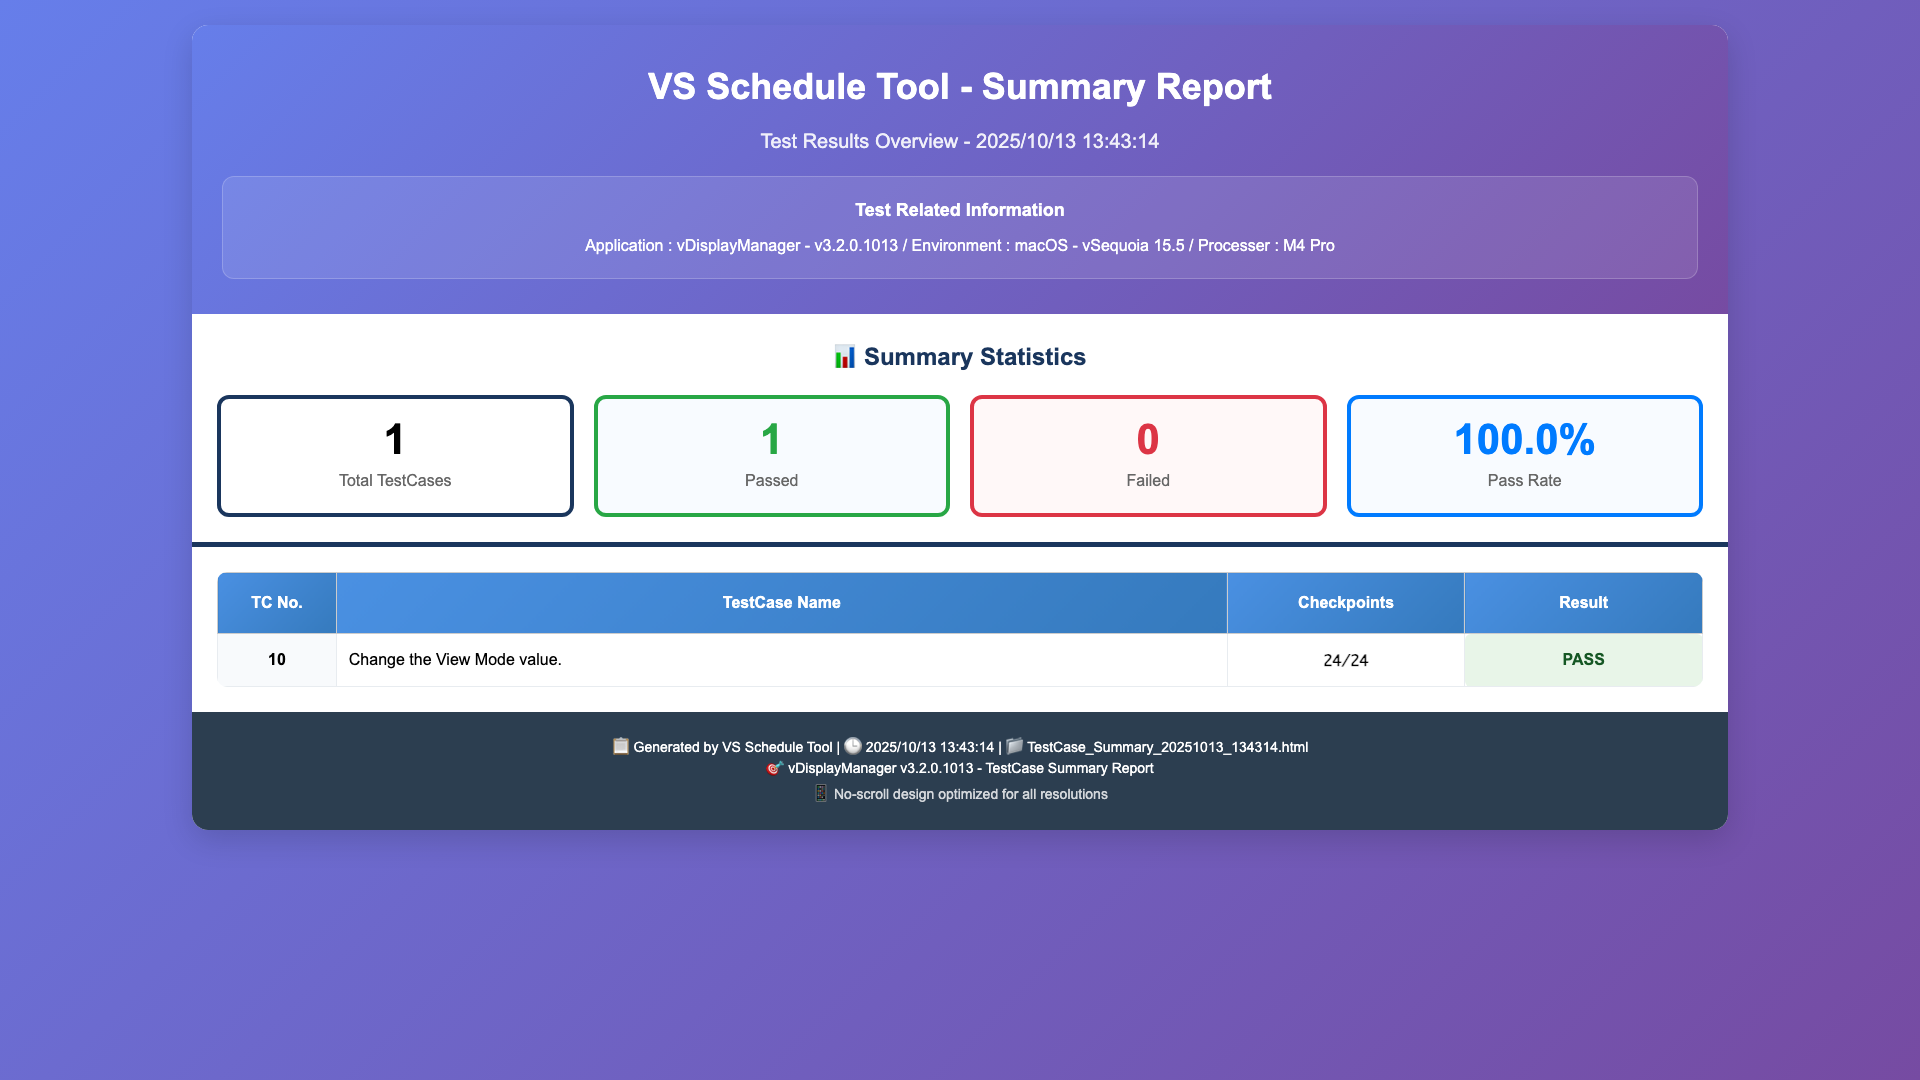 VS Schedule Tool - Summary Report
Test Results Overview - 2025/10/13 13:43:14
Test Related Information
Application : vDisplayManager - v3.2.0.1013 / Environment : macOS - vSequoia 15.5 / Processer : M4 Pro
📊 Summary Statistics
1
Total TestCases
1
Passed
0
Failed
100.0%
Pass Rate
TC No. TestCase Name Checkpoints Result
10 Change the View Mode value. 24/24 PASS
📋 Generated by VS Schedule Tool | 🕒 2025/10/13 13:43:14 | 📁 TestCase_Summary_20251013_134314.html
🎯 vDisplayManager v3.2.0.1013 - TestCase Summary Report
📱 No-scroll design optimized for all resolutions